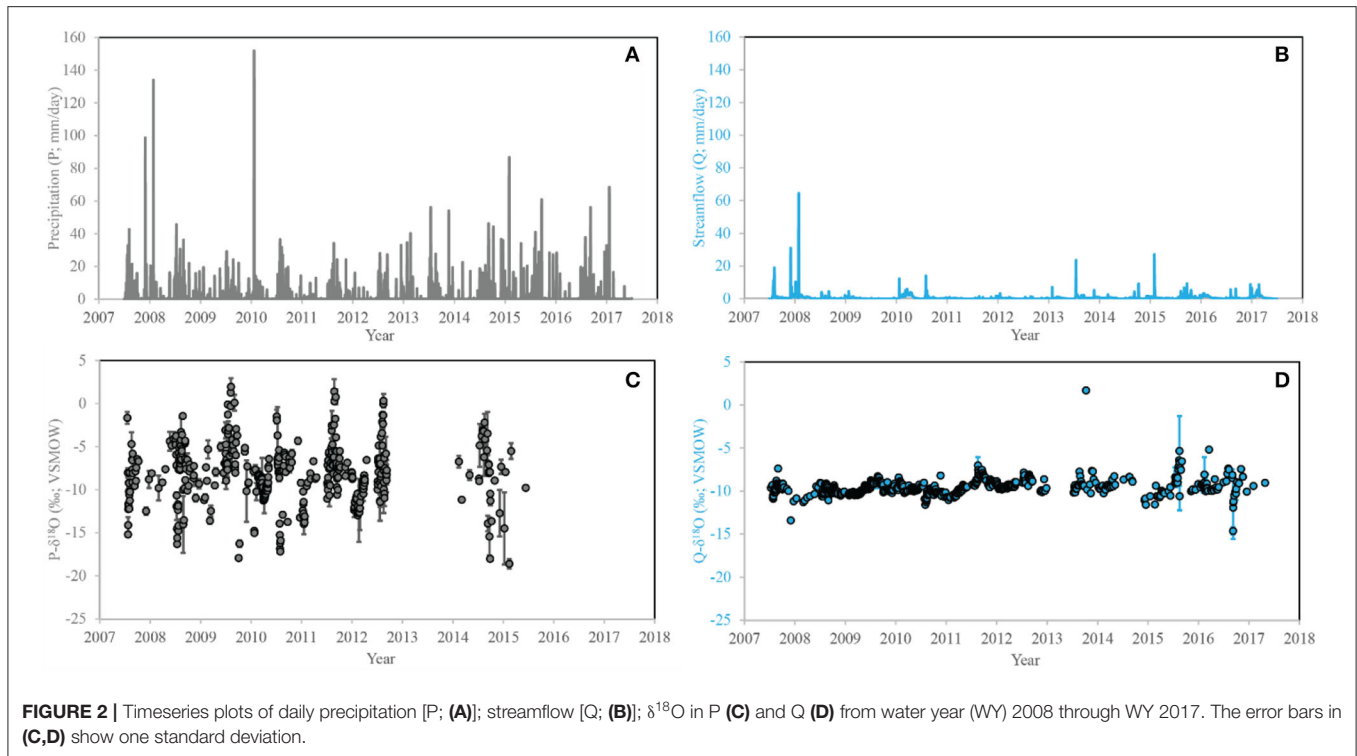 A
Precipitation (P; mm/day)
160
140
120
100
80
60
40
20
0
2007 2008 2009 2010 2011 2012 2013 2014 2015 2016 2017 2018
Year
B
Streamflow (Q; mm/day)
160
140
120
100
80
60
40
20
0
2007 2008 2009 2010 2011 2012 2013 2014 2015 2016 2017 2018
Year
C
P-δ¹⁸O (‰; VSMOW)
5
0
-5
-10
-15
-20
-25
2007 2008 2009 2010 2011 2012 2013 2014 2015 2016 2017 2018
Year
D
Q-δ¹⁸O (‰; VSMOW)
5
0
-5
-10
-15
-20
-25
2007 2008 2009 2010 2011 2012 2013 2014 2015 2016 2017 2018
Year
FIGURE 2 | Timeseries plots of daily precipitation [P; (A)]; streamflow [Q; (B)]; δ¹⁸O in P (C) and Q (D) from water year (WY) 2008 through WY 2017. The error bars in
(C,D) show one standard deviation.